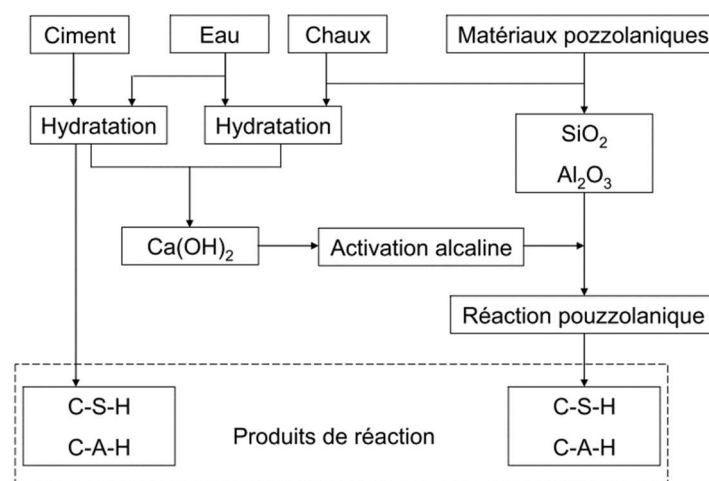 Ciment
Eau
Chaux
Matériaux pozzolaniques
Hydratation
Hydratation
SiO₂
Al₂O₃
Ca(OH)₂
Activation alcaline
Réaction pouzzolanique
C-S-H
C-A-H
Produits de réaction
C-S-H
C-A-H